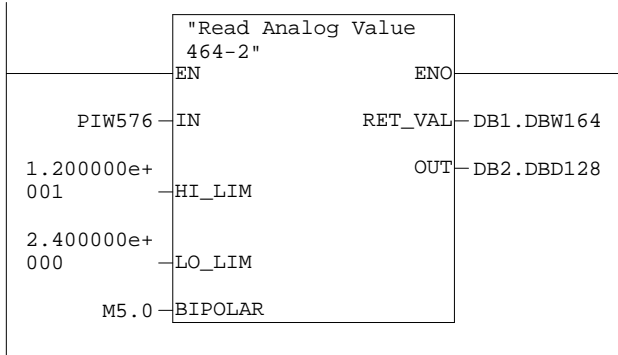 "Read Analog Value
464-2"
EN ENO
PIW576 IN RET_VAL DB1.DBW164
1.200000e+ OUT DB2.DBD128
001 HI_LIM
2.400000e+
000 LO_LIM
M5.0 BIPOLAR